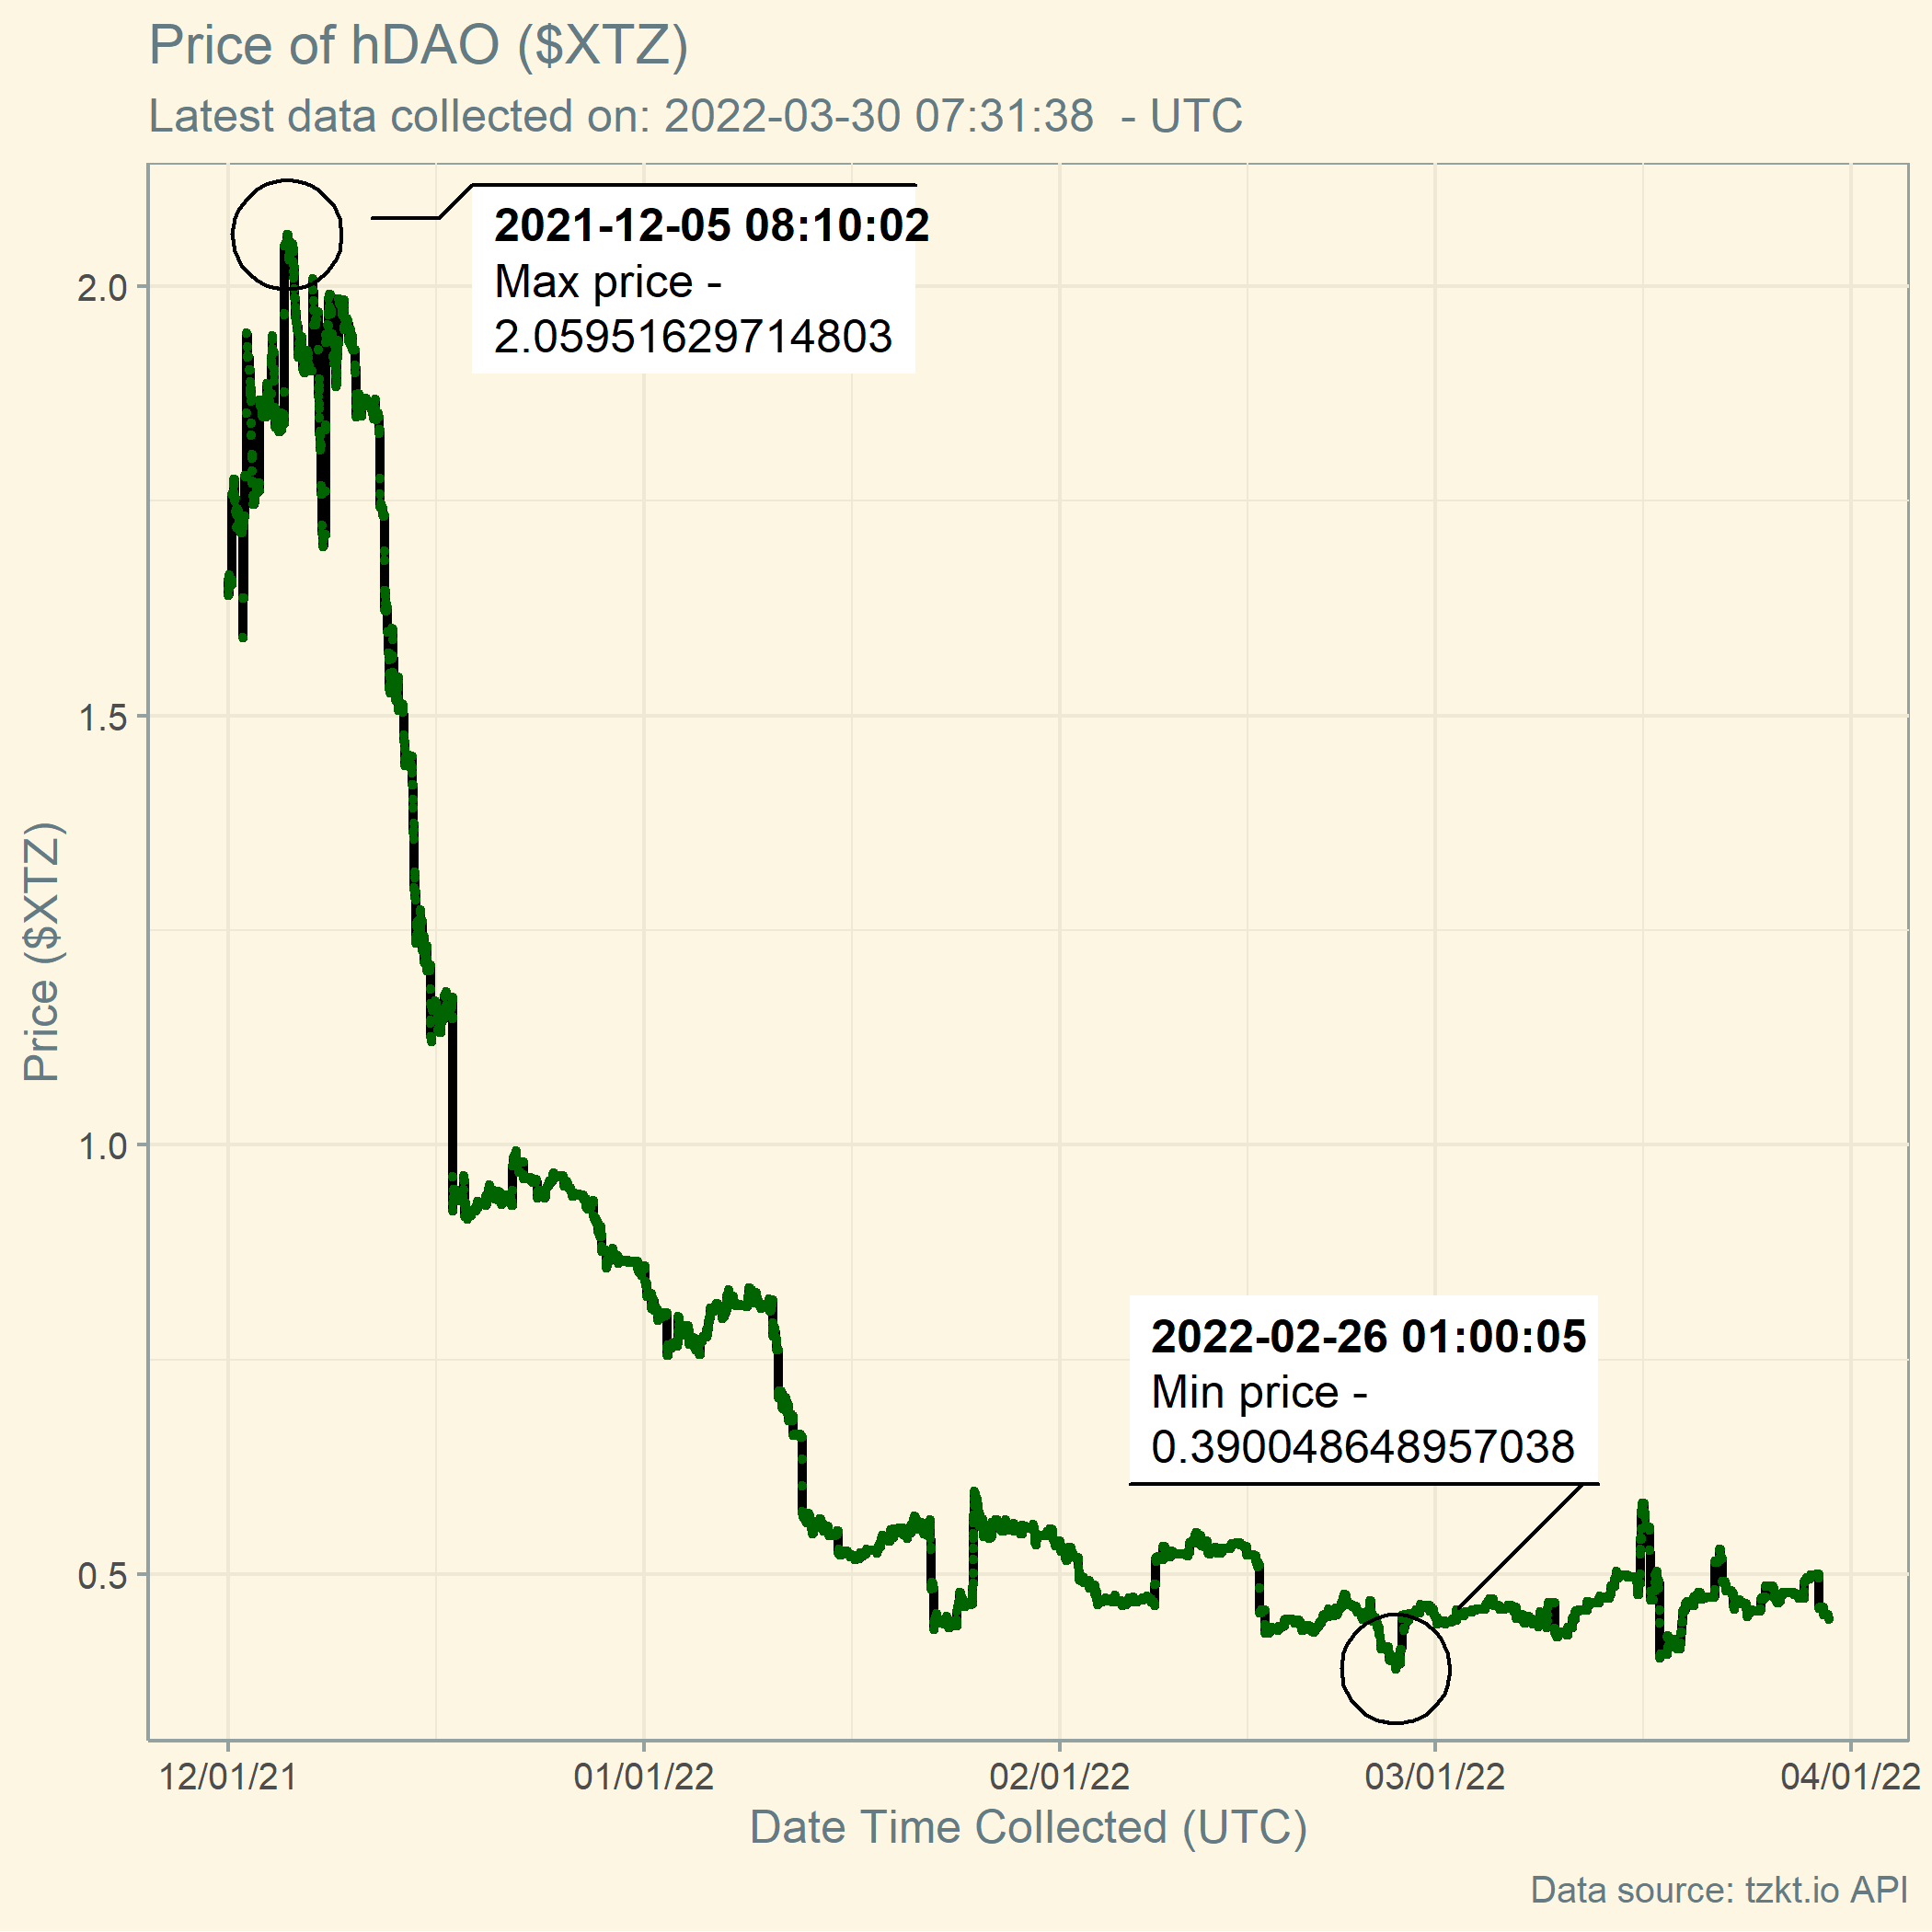 Price of hDAO ($XTZ)
Latest data collected on: 2022-03-30 07:31:38 - UTC
2021-12-05 08:10:02
Max price -
2.05951629714803
2.0
1.5
1.0
0.5
Price ($XTZ)
2022-02-26 01:00:05
Min price -
0.390048648957038
12/01/21
01/01/22
02/01/22
03/01/22
04/01/22
Date Time Collected (UTC)
Data source: tzkt.io API